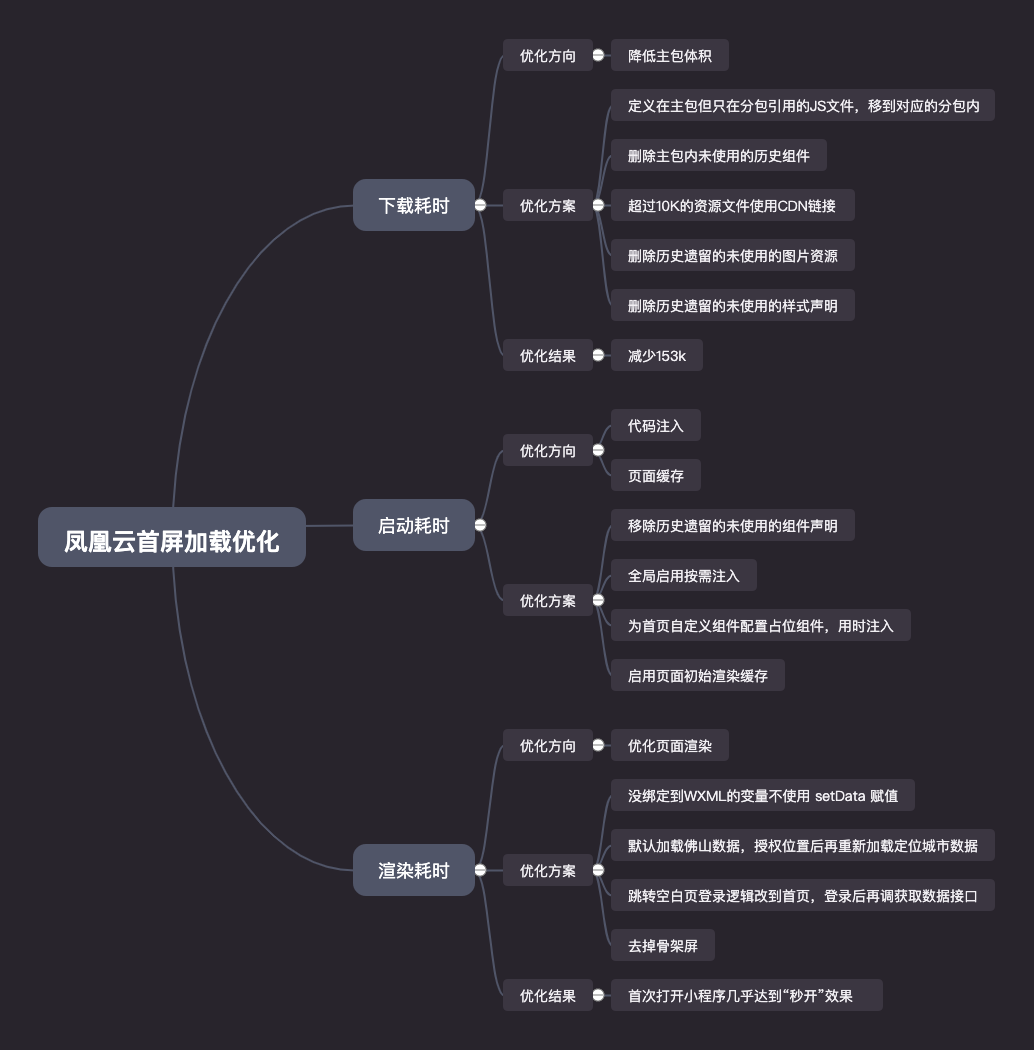 凤凰云首屏加载优化
下载耗时
优化方向
降低主包体积
优化方案
定义在主包但只在分包引用的JS文件，移到对应的分包内
删除主包内未使用的历史组件
超过10K的资源文件使用CDN链接
删除历史遗留的未使用的图片资源
删除历史遗留的未使用的样式声明
优化结果
减少153k
启动耗时
优化方向
代码注入
页面缓存
优化方案
移除历史遗留的未使用的组件声明
全局启用按需注入
为首页自定义组件配置占位组件，用时注入
启用页面初始渲染缓存
渲染耗时
优化方向
优化页面渲染
优化方案
没绑定到WXML的变量不使用 setData 赋值
默认加载佛山数据，授权位置后再重新加载定位城市数据
跳转空白页登录逻辑改到首页，登录后再调获取数据接口
去掉骨架屏
优化结果
首次打开小程序几乎达到“秒开”效果